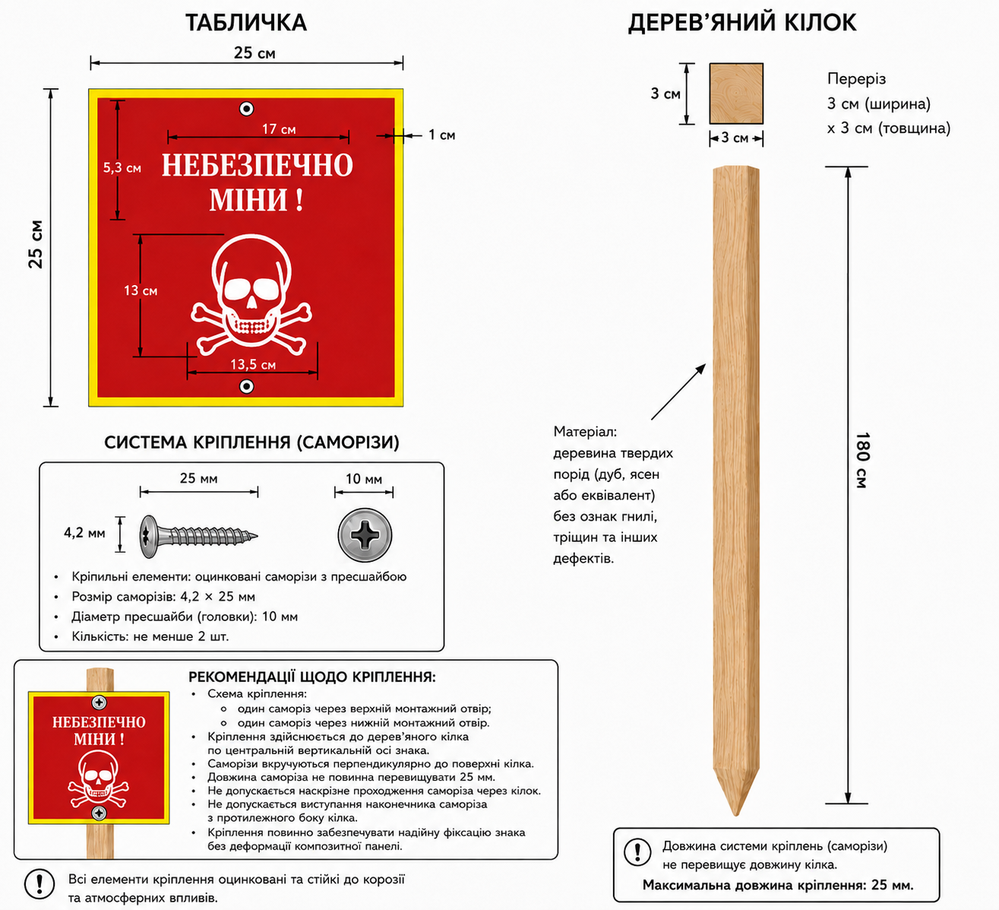 ТАБЛИЧКА
25 см
25 см
5,3 см
17 см
1 см
НЕБЕЗПЕЧНО
МІНИ !
13 см
13,5 см
СИСТЕМА КРІПЛЕННЯ (САМОРІЗИ)
25 мм
10 мм
4,2 мм
• Кріпильні елементи: оцинковані саморізи з пресшайбою
• Розмір саморізів: 4,2 × 25 мм
• Діаметр пресшайби (головки): 10 мм
• Кількість: не менше 2 шт.
НЕБЕЗПЕЧНО
МІНИ !
РЕКОМЕНДАЦІЇ ЩОДО КРІПЛЕННЯ:
• Схема кріплення:
○ один саморіз через верхній монтажний отвір;
○ один саморіз через нижній монтажний отвір.
• Кріплення здійснюється до дерев’яного кілка
по центральній вертикальній осі знака.
• Саморізи вкручуються перпендикулярно до поверхні кілка.
• Довжина саморіза не повинна перевищувати 25 мм.
• Не допускається наскрізне проходження саморіза через кілок.
• Не допускається виступання наконечника саморіза
з протилежного боку кілка.
• Кріплення повинно забезпечувати надійну фіксацію знака
без деформації композитної панелі.
! Всі елементи кріплення оцинковані та стійкі до корозії
та атмосферних впливів.
ДЕРЕВ’ЯНИЙ КІЛОК
3 см
3 см
Переріз
3 см (ширина)
х 3 см (товщина)
180 см
Матеріал:
деревина твердих
порід (дуб, ясен
або еквівалент)
без ознак гнилі,
тріщин та інших
дефектів.
! Довжина системи кріплень (саморізи)
не перевищує довжину кілка.
Максимальна довжина кріплення: 25 мм.